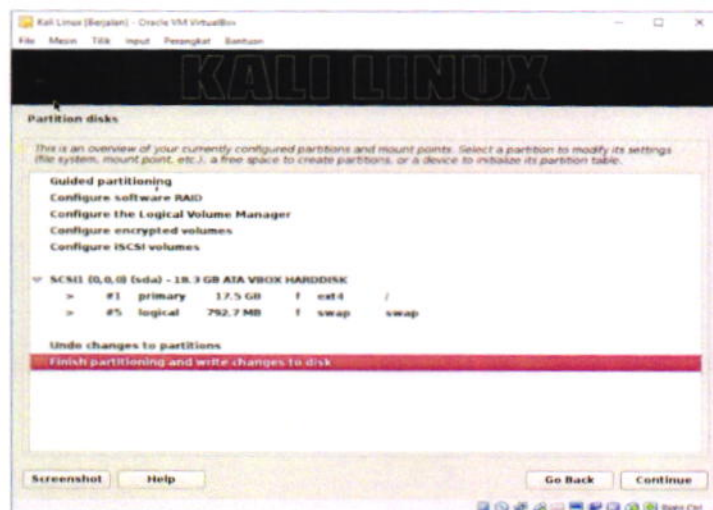 Kali Linux [Berjalan] - Oracle VM VirtualBox
File Mesin Tilik Input Perangkat Bantuan
KALI LINUX
Partition disks
This is an overview of your currently configured partitions and mount points. Select a partition to modify its settings
(file system, mount point, etc.), a free space to create partitions, or a device to initialize its partition table.
Guided partitioning
Configure software RAID
Configure the Logical Volume Manager
Configure encrypted volumes
Configure iSCSI volumes
SCSI1 (0,0,0) (sda) - 18.3 GB ATA VBOX HARDDISK
> #1 primary 17.5 GB f ext4 /
> #5 logical 792.7 MB f swap swap
Undo changes to partitions
Finish partitioning and write changes to disk
Screenshot Help Go Back Continue
Ctrl